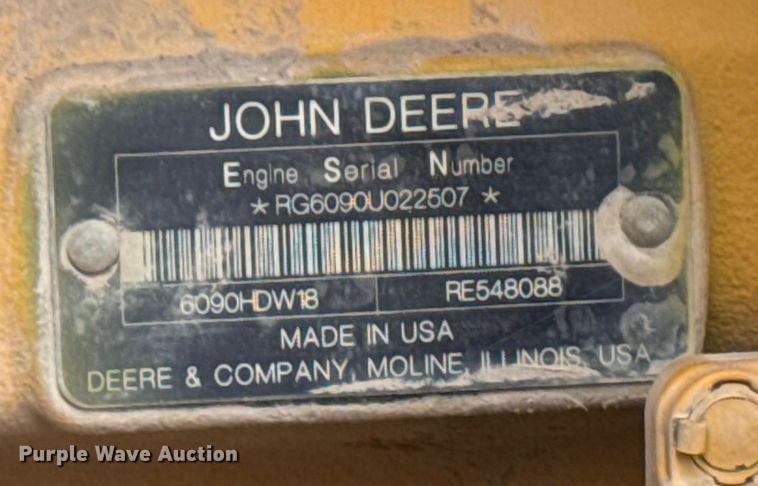 JOHN DEERE
Engine Serial Number
* RG6090U022507 *
6090HDW18 RE548088
MADE IN USA
DEERE & COMPANY, MOLINE, ILLINOIS, USA
Purple Wave Auction